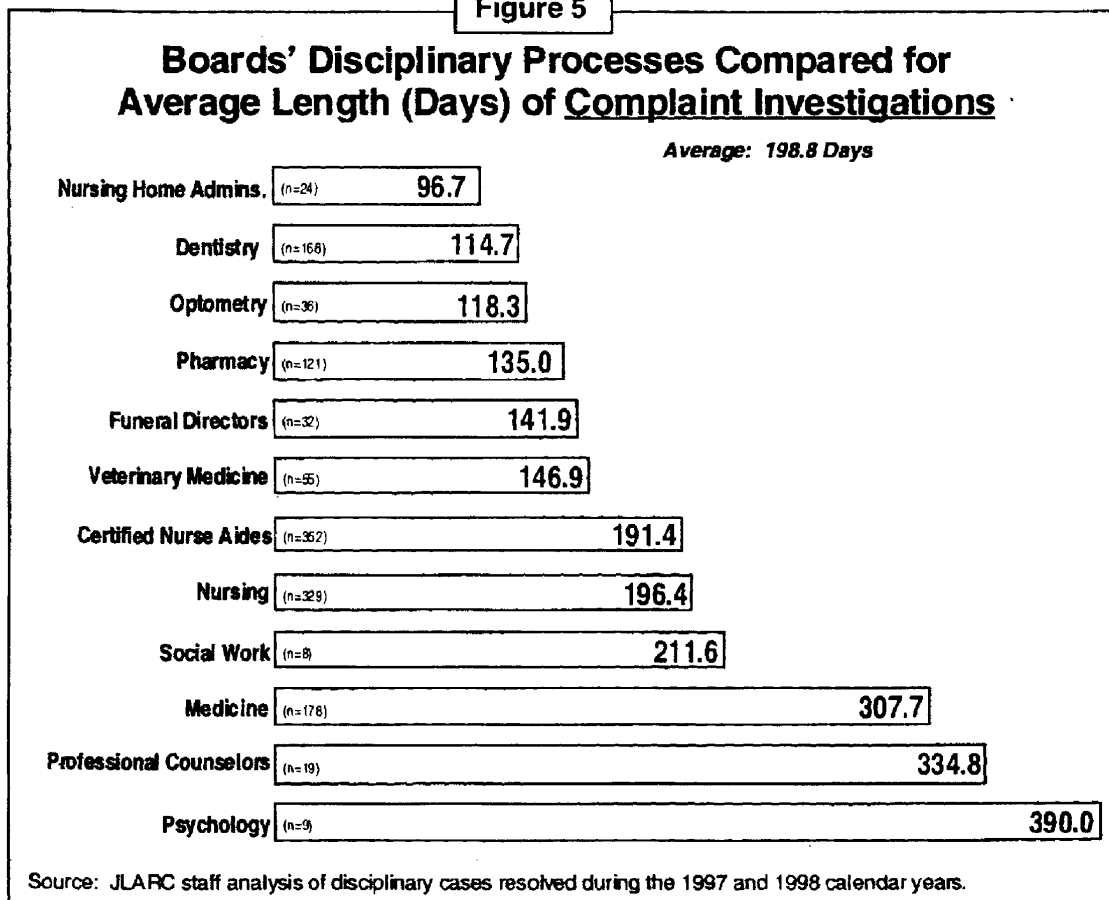 Figure 5
Boards' Disciplinary Processes Compared for
Average Length (Days) of Complaint Investigations
Average: 198.8 Days
Nursing Home Admins. (n=24) 96.7
Dentistry (n=168) 114.7
Optometry (n=36) 118.3
Pharmacy (n=121) 135.0
Funeral Directors (n=32) 141.9
Veterinary Medicine (n=55) 146.9
Certified Nurse Aides (n=352) 191.4
Nursing (n=329) 196.4
Social Work (n=8) 211.6
Medicine (n=178) 307.7
Professional Counselors (n=19) 334.8
Psychology (n=9) 390.0
Source: JLARC staff analysis of disciplinary cases resolved during the 1997 and 1998 calendar years.